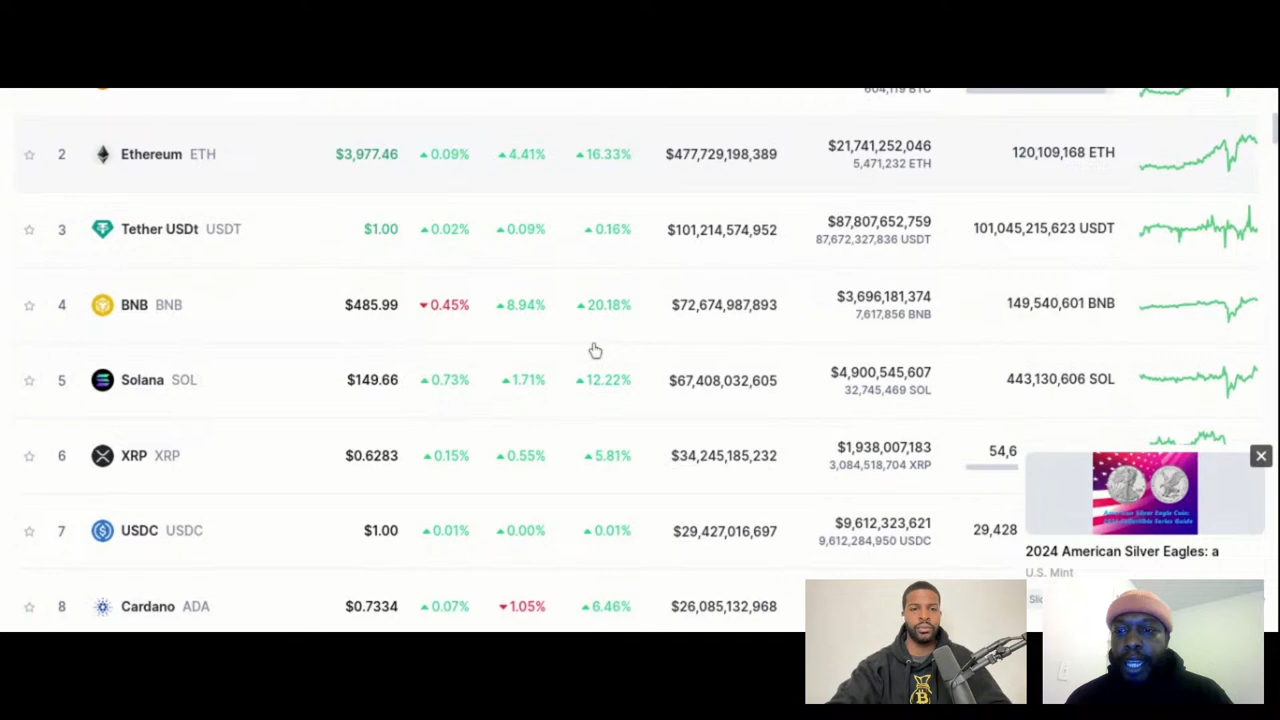 604,119 BTC
2 Ethereum ETH $3,977.46 0.09% 4.41% 16.33% $477,729,198,389 $21,741,252,046 120,109,168 ETH
5,471,232 ETH
3 Tether USDt USDT $1.00 0.02% 0.09% 0.16% $101,214,574,952 $87,807,652,759 101,045,215,623 USDT
87,672,327,836 USDT
4 BNB BNB $485.99 0.45% 8.94% 20.18% $72,674,987,893 $3,696,181,374 149,540,601 BNB
7,617,856 BNB
5 Solana SOL $149.66 0.73% 1.71% 12.22% $67,408,032,605 $4,900,545,607 443,130,606 SOL
32,745,469 SOL
6 XRP XRP $0.6283 0.15% 0.55% 5.81% $34,245,185,232 $1,938,007,183 54,6
3,084,518,704 XRP
7 USDC USDC $1.00 0.01% 0.00% 0.01% $29,427,016,697 $9,612,323,621 29,428
9,612,284,950 USDC
American Silver Eagle Coin:
2024 American Silver Eagles: a
U.S. Mint
8 Cardano ADA $0.7334 0.07% 1.05% 6.46% $26,085,132,968